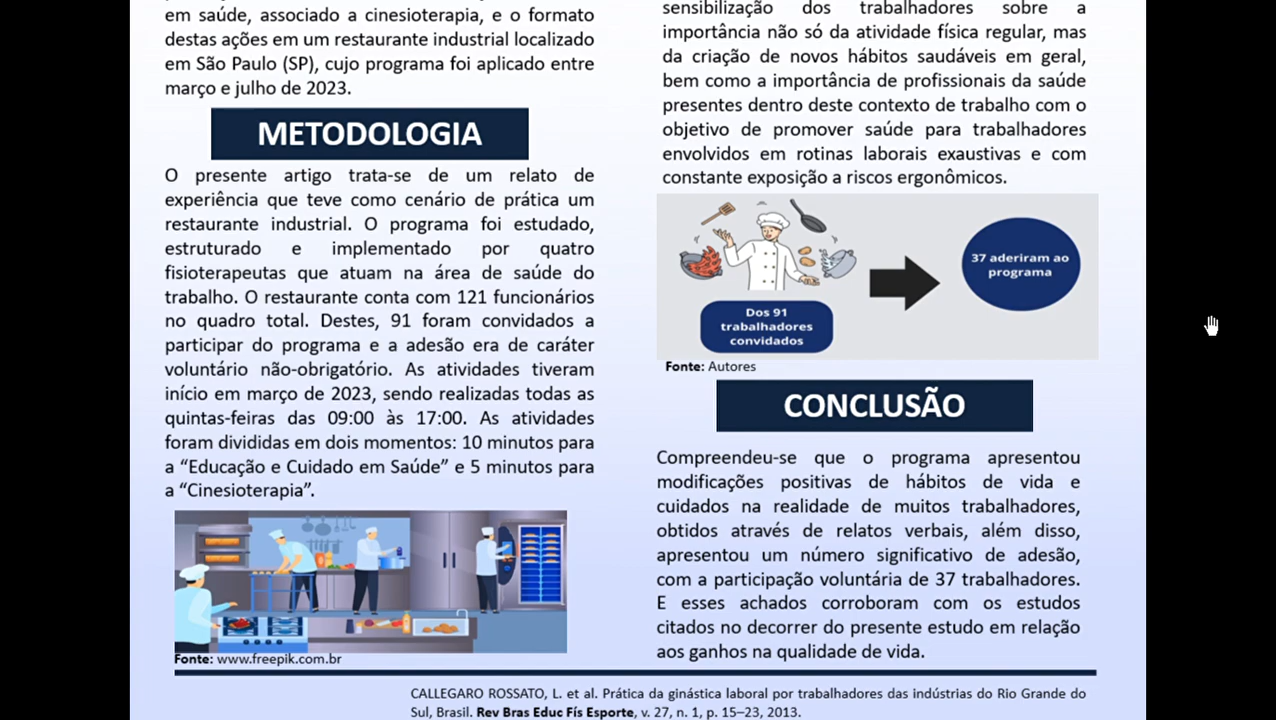 em saúde, associado a cinesioterapia, e o formato
destas ações em um restaurante industrial localizado
em São Paulo (SP), cujo programa foi aplicado entre
março e julho de 2023.
METODOLOGIA
O presente artigo trata-se de um relato de
experiência que teve como cenário de prática um
restaurante industrial. O programa foi estudado,
estruturado e implementado por quatro
fisioterapeutas que atuam na área de saúde do
trabalho. O restaurante conta com 121 funcionários
no quadro total. Destes, 91 foram convidados a
participar do programa e a adesão era de caráter
voluntário não-obrigatório. As atividades tiveram
início em março de 2023, sendo realizadas todas as
quintas-feiras das 09:00 às 17:00. As atividades
foram divididas em dois momentos: 10 minutos para
a “Educação e Cuidado em Saúde” e 5 minutos para
a “Cinesioterapia”.
Fonte: www.freepik.com.br
sensibilização dos trabalhadores sobre a
importância não só da atividade física regular, mas
da criação de novos hábitos saudáveis em geral,
bem como a importância de profissionais da saúde
presentes dentro deste contexto de trabalho com o
objetivo de promover saúde para trabalhadores
envolvidos em rotinas laborais exaustivas e com
constante exposição a riscos ergonômicos.
Dos 91
trabalhadores
convidados
37 aderiram ao
programa
Fonte: Autores
CONCLUSÃO
Compreendeu-se que o programa apresentou
modificações positivas de hábitos de vida e
cuidados na realidade de muitos trabalhadores,
obtidos através de relatos verbais, além disso,
apresentou um número significativo de adesão,
com a participação voluntária de 37 trabalhadores.
E esses achados corroboram com os estudos
citados no decorrer do presente estudo em relação
aos ganhos na qualidade de vida.
CALLEGARO ROSSATO, L. et al. Prática da ginástica laboral por trabalhadores das indústrias do Rio Grande do
Sul, Brasil. Rev Bras Educ Fís Esporte, v. 27, n. 1, p. 15–23, 2013.